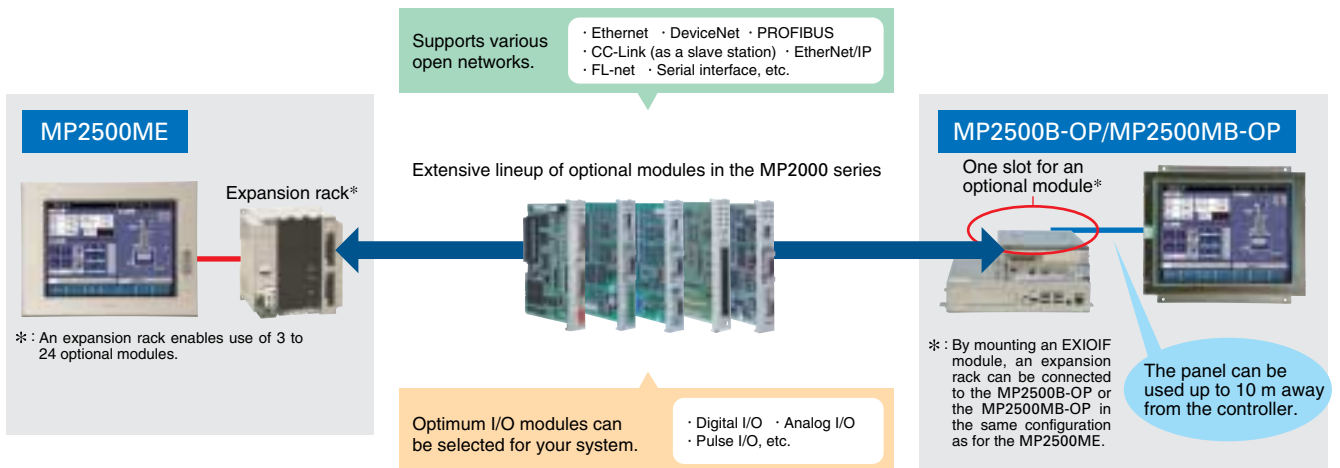 Supports various
open networks.
· Ethernet · DeviceNet · PROFIBUS
· CC-Link (as a slave station) · EtherNet/IP
· FL-net · Serial interface, etc.
MP2500ME
Expansion rack*
*: An expansion rack enables use of 3 to
24 optional modules.
Extensive lineup of optional modules in the MP2000 series
Optimum I/O modules can
be selected for your system.
· Digital I/O · Analog I/O
· Pulse I/O, etc.
MP2500B-OP/MP2500MB-OP
One slot for an
optional module*
*: By mounting an EXIOIF
module, an expansion
rack can be connected
to the MP2500B-OP or
the MP2500MB-OP in
the same configuration
as for the MP2500ME.
The panel can be
used up to 10 m away
from the controller.